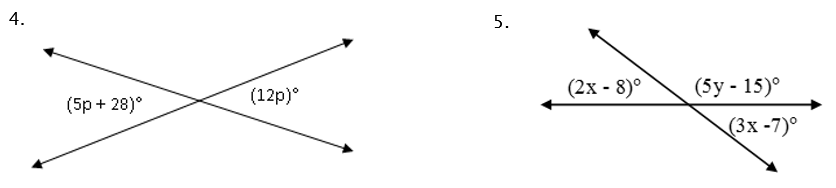 4.
(5p + 28)°
(12p)°
5.
(2x - 8)°
(5y - 15)°
(3x -7)°